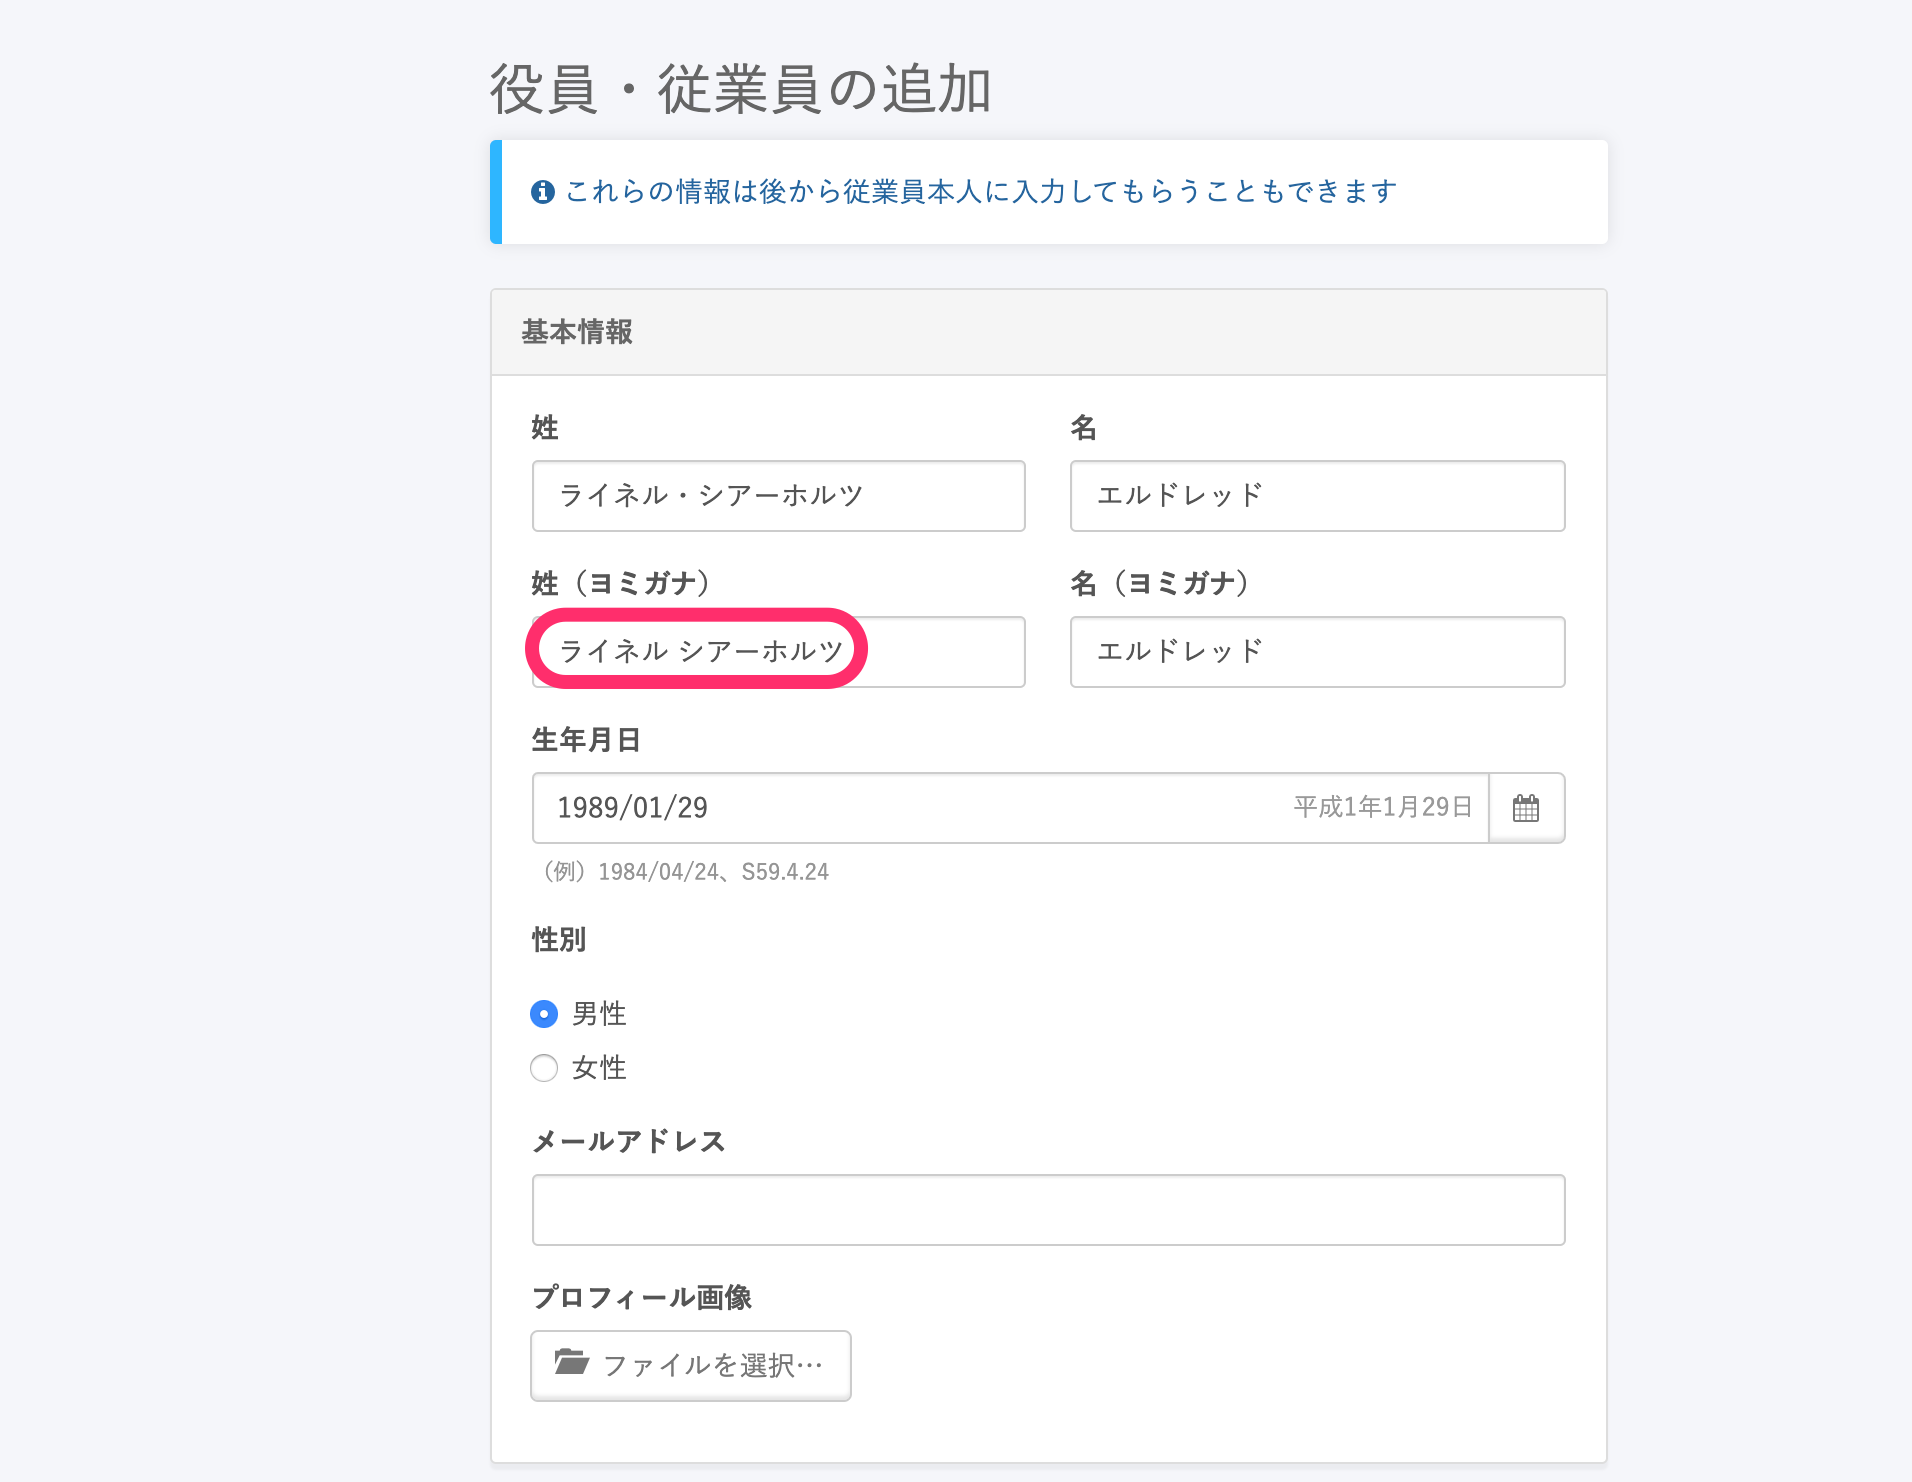 役員・従業員の追加
これらの情報は後から従業員本人に入力してもらうこともできます
基本情報
姓 名
ライネル・シアーホルツ エルドレッド
姓（ヨミガナ） 名（ヨミガナ）
ライネル シアーホルツ エルドレッド
生年月日
1989/01/29 平成1年1月29日
（例）1984/04/24、S59.4.24
性別
男性
女性
メールアドレス
プロフィール画像
ファイルを選択…